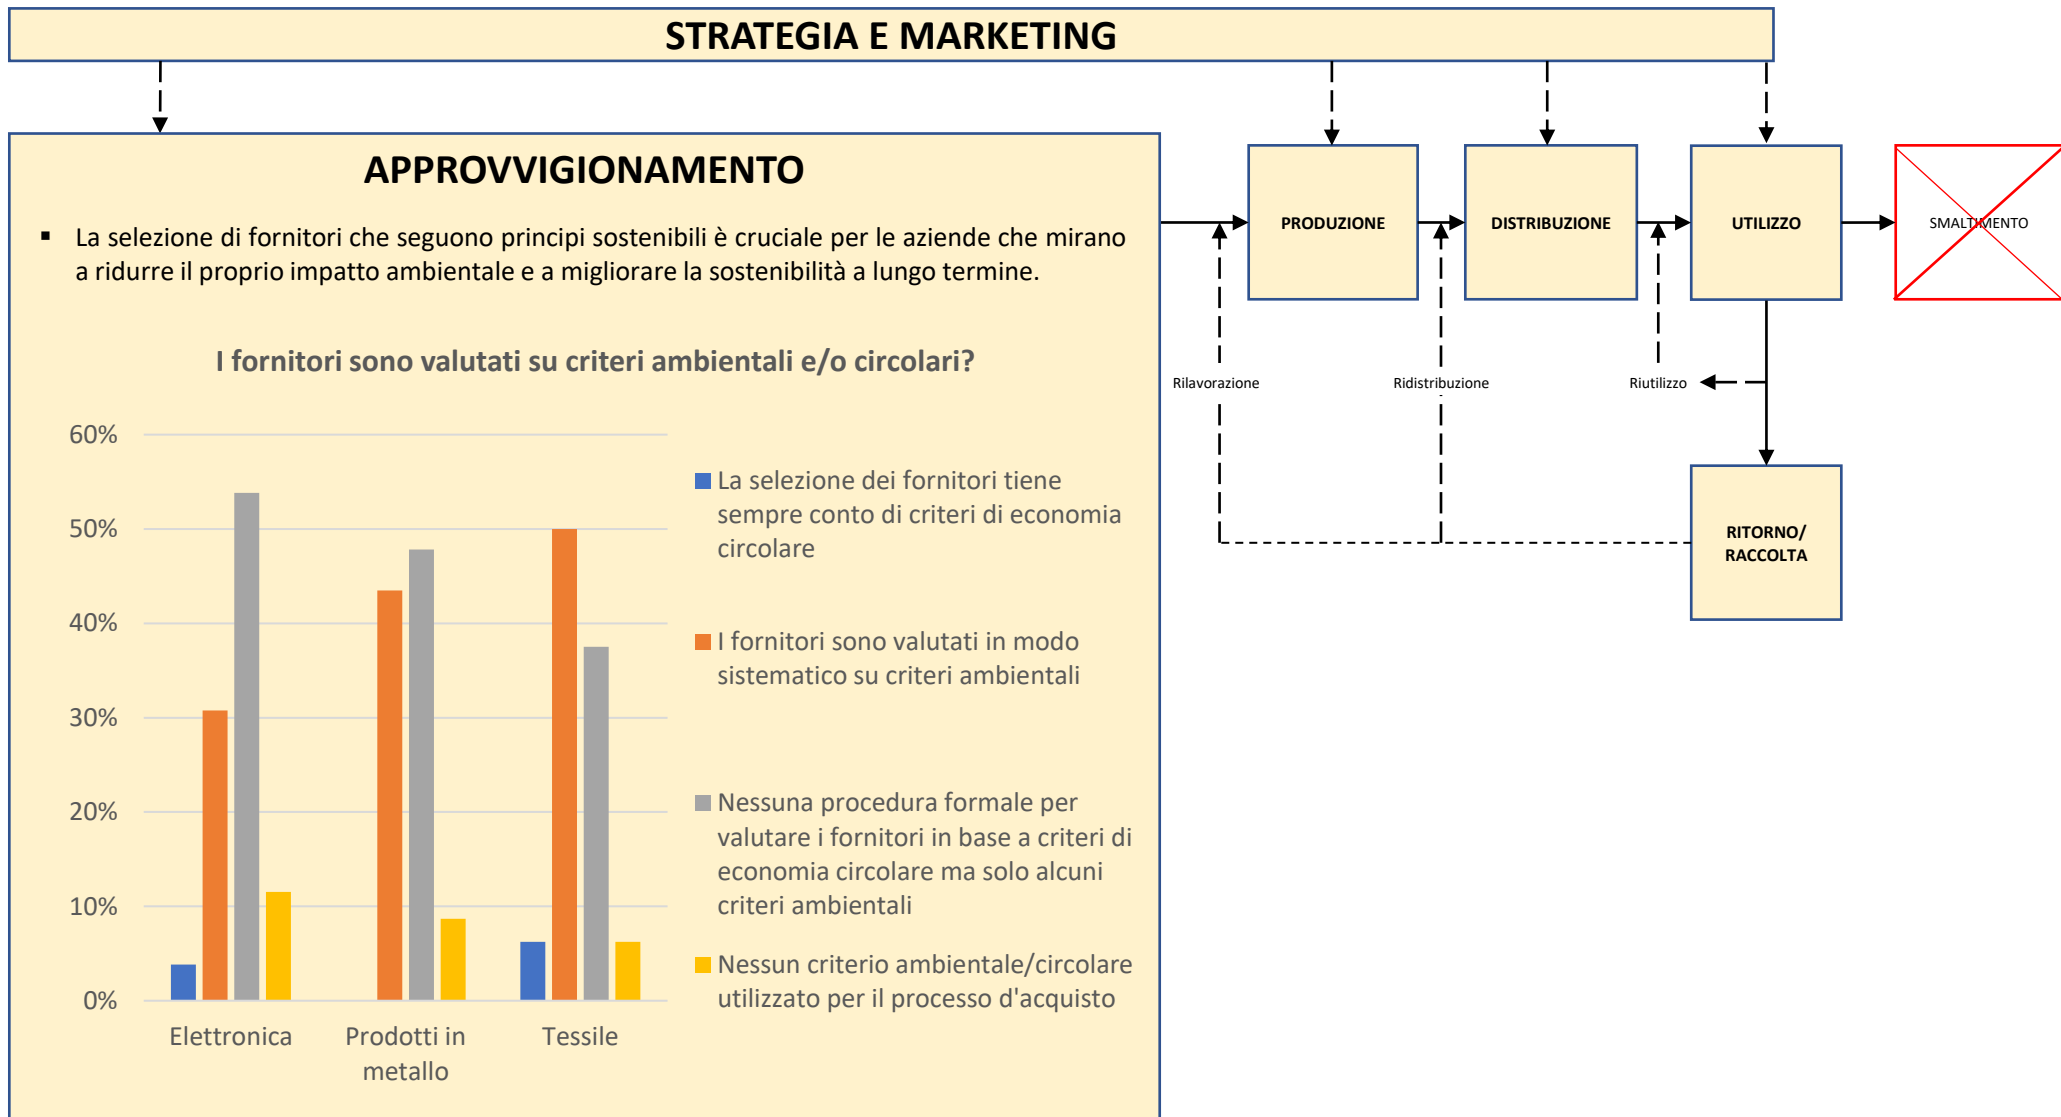 STRATEGIA E MARKETING
APPROVVIGIONAMENTO
▪ La selezione di fornitori che seguono principi sostenibili è cruciale per le aziende che mirano
a ridurre il proprio impatto ambientale e a migliorare la sostenibilità a lungo termine.
I fornitori sono valutati su criteri ambientali e/o circolari?
60%
50%
40%
30%
20%
10%
0%
Elettronica
Prodotti in
metallo
Tessile
La selezione dei fornitori tiene
sempre conto di criteri di economia
circolare
I fornitori sono valutati in modo
sistematico su criteri ambientali
Nessuna procedura formale per
valutare i fornitori in base a criteri di
economia circolare ma solo alcuni
criteri ambientali
Nessun criterio ambientale/circolare
utilizzato per il processo d'acquisto
PRODUZIONE
DISTRIBUZIONE
UTILIZZO
SMALTIMENTO
Rilavorazione
Ridistribuzione
Riutilizzo
RITORNO/
RACCOLTA